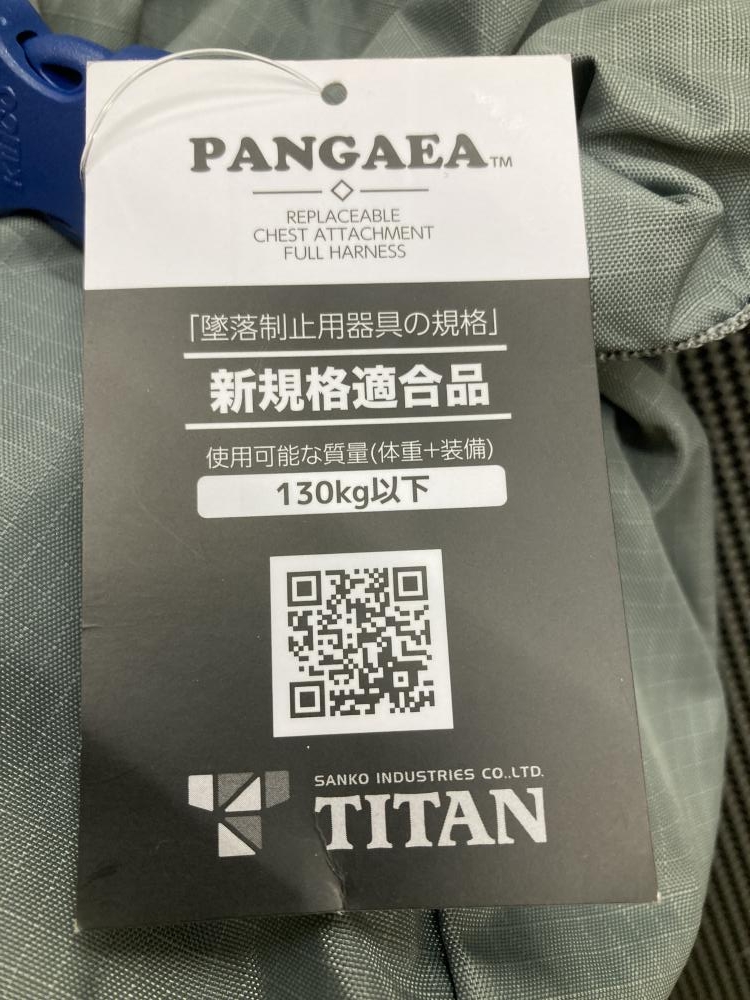 PANGAEA™
REPLACEABLE
CHEST ATTACHMENT
FULL HARNESS
「墜落制止用器具の規格」
新規格適合品
使用可能な質量(体重+装備)
130kg以下
SANKO INDUSTRIES CO.,LTD.
TITAN